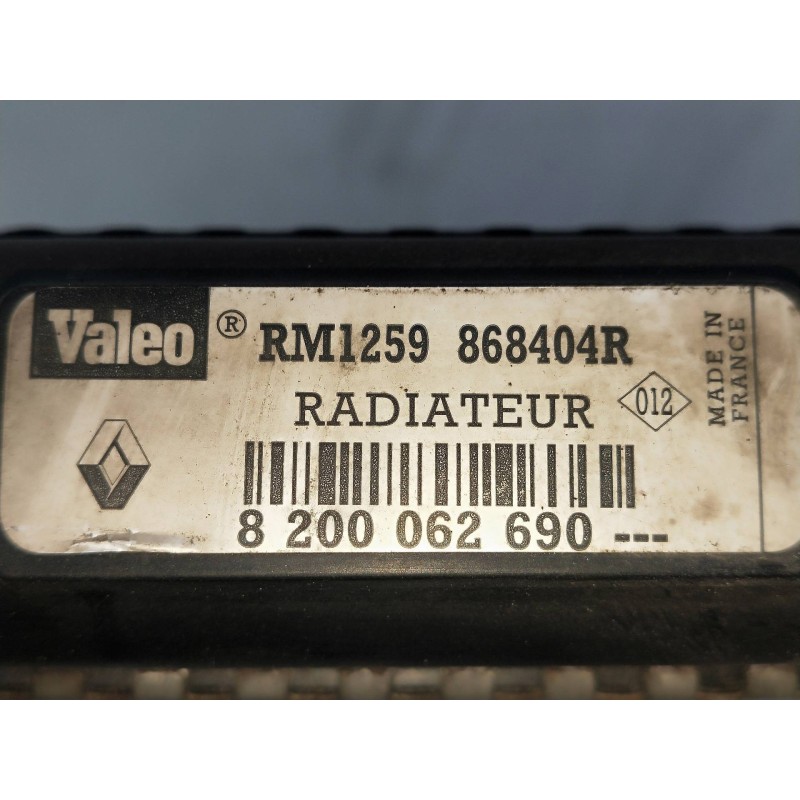 Valeo ® RM1259 868404R
RADIATEUR
012
MADE IN
FRANCE
8 200 062 690 ---